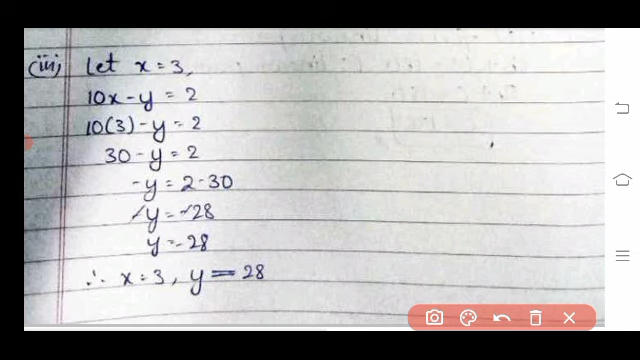 (iii) Let x = 3,
10x - y = 2
10(3) - y = 2
30 - y = 2
-y = 2 - 30
-y = -28
y = -28
∴ x = 3, y = 28